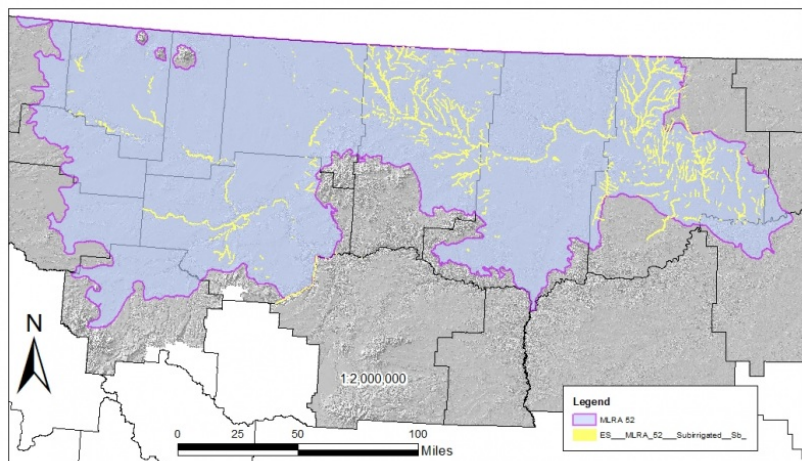 N
1:2,000,000
0 25 50 100
Miles
Legend
MLRA 52
ES___MLRA_52___Subirrigated__Sb_